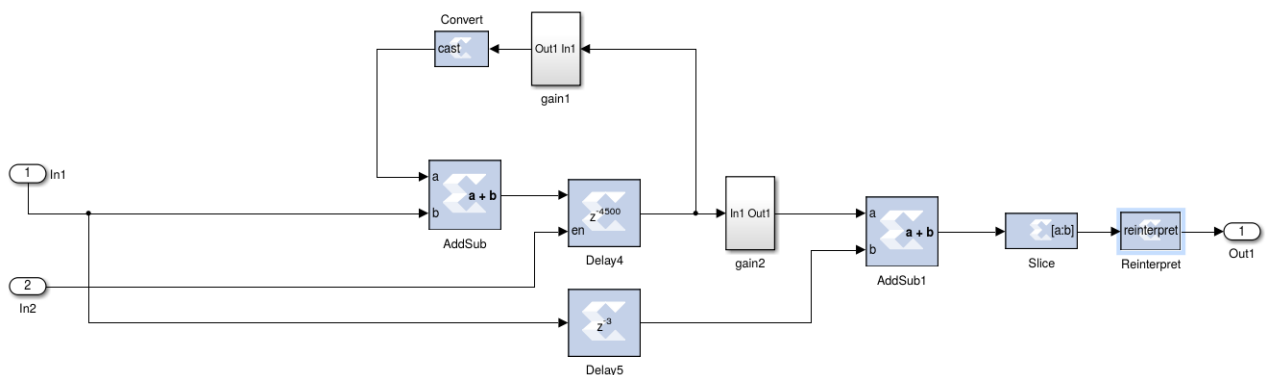 Convert
cast
Out1 In1
gain1
1
In1
a
b
a + b
AddSub
z-4500
en
Delay4
In1 Out1
gain2
a
b
a + b
AddSub1
[a:b]
Slice
reinterpret
Reinterpret
1
Out1
2
In2
z-3
Delay5